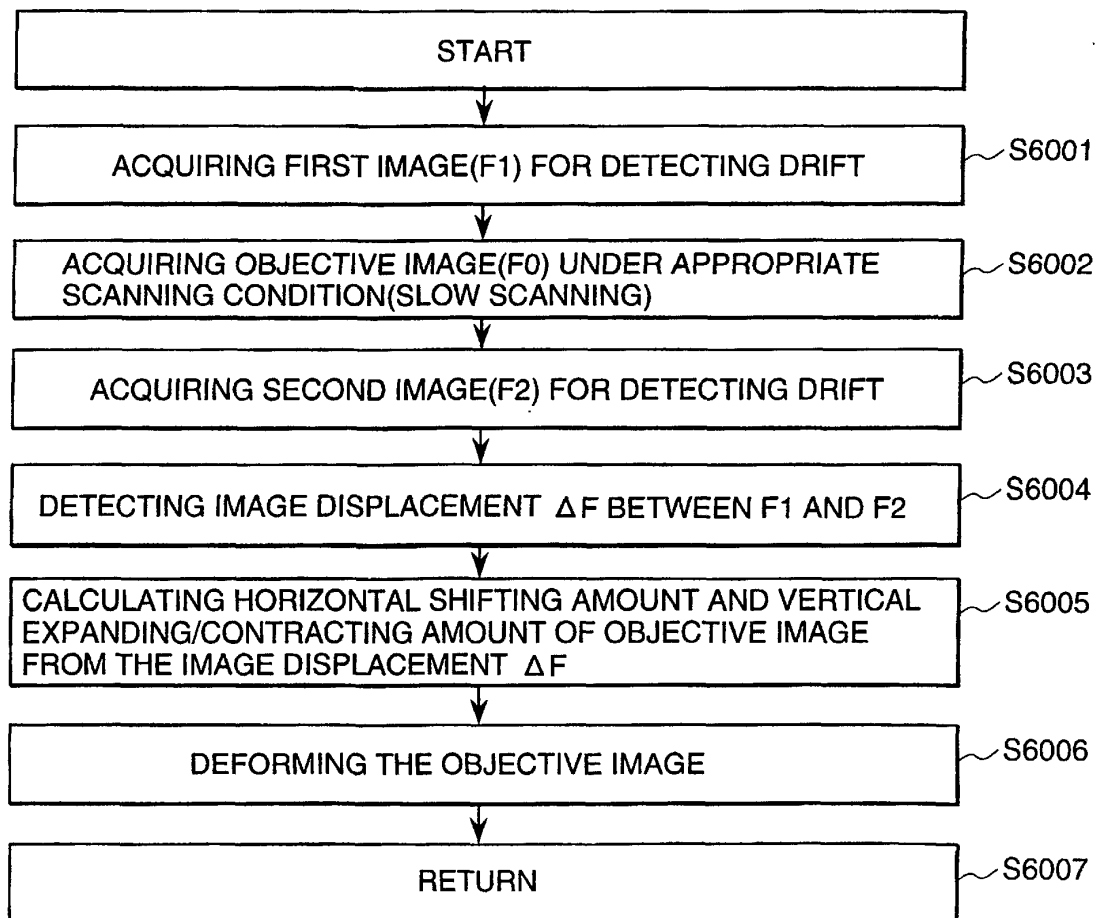 START
ACQUIRING FIRST IMAGE(F1) FOR DETECTING DRIFT
S6001
ACQUIRING OBJECTIVE IMAGE(F0) UNDER APPROPRIATE
SCANNING CONDITION(SLOW SCANNING)
S6002
ACQUIRING SECOND IMAGE(F2) FOR DETECTING DRIFT
S6003
DETECTING IMAGE DISPLACEMENT ΔF BETWEEN F1 AND F2
S6004
CALCULATING HORIZONTAL SHIFTING AMOUNT AND VERTICAL
EXPANDING/CONTRACTING AMOUNT OF OBJECTIVE IMAGE
FROM THE IMAGE DISPLACEMENT ΔF
S6005
DEFORMING THE OBJECTIVE IMAGE
S6006
RETURN
S6007